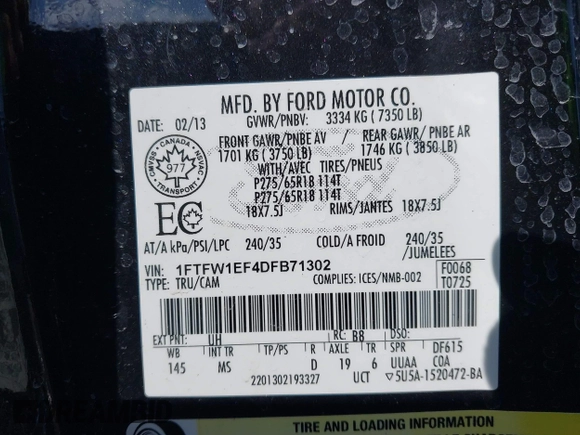 MFD. BY FORD MOTOR CO.
DATE: 02/13 GVWR/PNBV: 3334 KG ( 7350 LB)
FRONT GAWR/PNBE AV REAR GAWR/ PNBE AR
1701 KG ( 3750 LB) 1746 KG ( 3850 LB)
WITH/AVEC TIRES/PNEUS
P275/65R18 114T
P275/65R18 114T
18X7.5J RIMS/JANTES 18X7.5J
CMVSS CANADA NSVAC
977
TRANSPORT
EC
AT/A kPa/PSI/LPC 240/35 COLD/A FROID 240/35
/JUMELEES
VIN: 1FTFW1EF4DFB71302 F0068
TYPE: TRU/CAM COMPLIES: ICES/NMB-002 T0725
EXT PNT: UH RC: B8 DSO:
WB INT TR TP/PS R AXLE TR SPR DF615
145 MS D 19 6 UUAA COA
2201302193327 UCT 5U5A-1520472-BA
TIRE AND LOADING INFORMATION